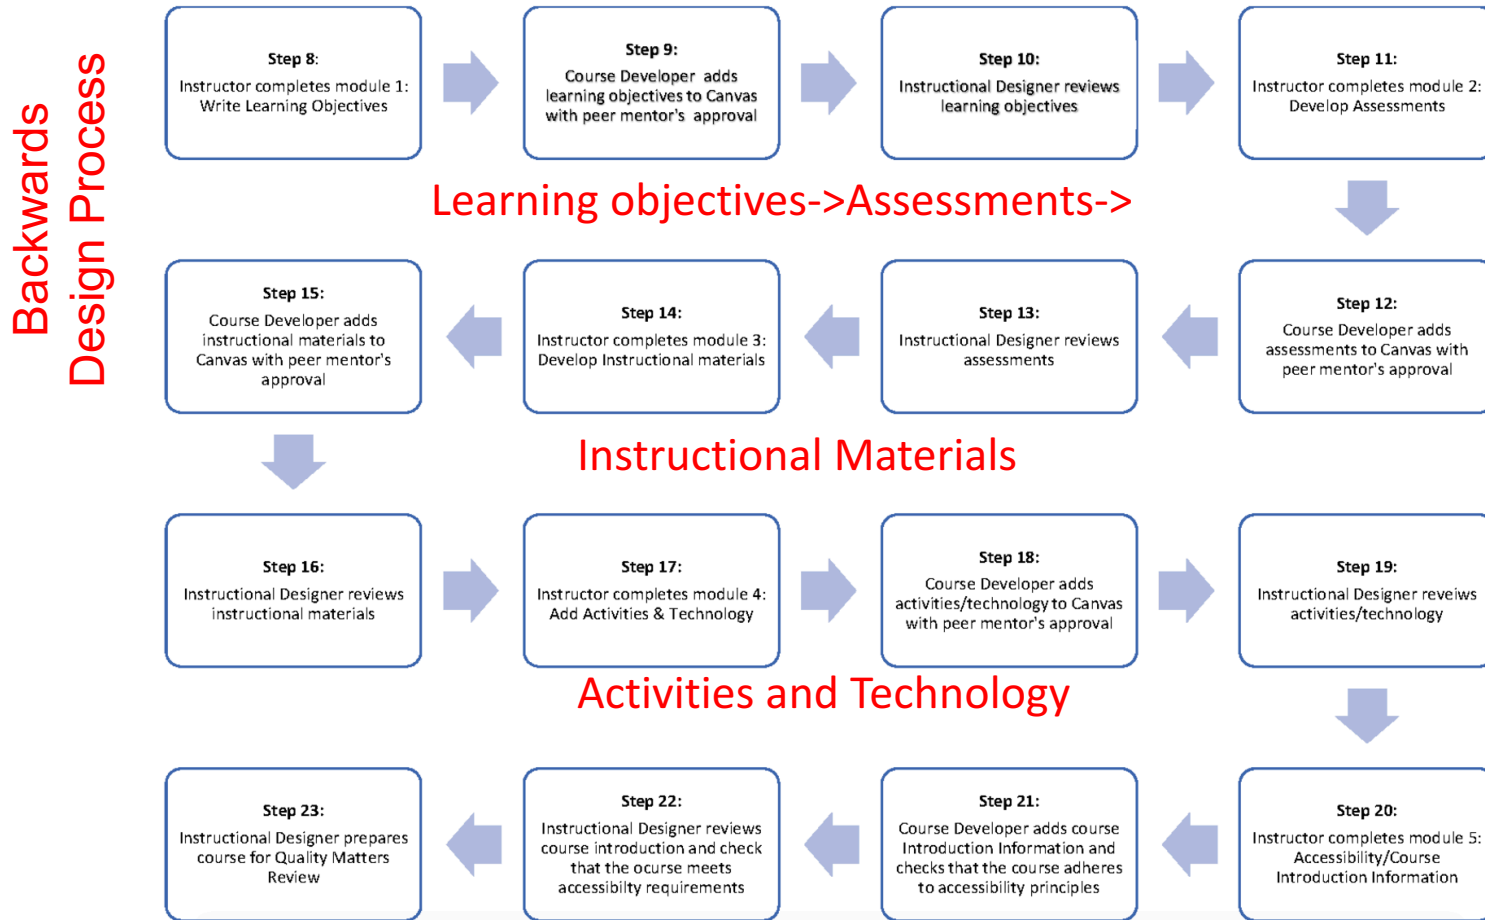 Backwards
Design Process
Step 8:
Instructor completes module 1:
Write Learning Objectives
Step 9:
Course Developer adds
learning objectives to Canvas
with peer mentor's approval
Step 10:
Instructional Designer reviews
learning objectives
Step 11:
Instructor completes module 2:
Develop Assessments
Learning objectives->Assessments->
Step 15:
Course Developer adds
instructional materials to
Canvas with peer mentor's
approval
Step 14:
Instructor completes module 3:
Develop Instructional materials
Step 13:
Instructional Designer reviews
assessments
Step 12:
Course Developer adds
assessments to Canvas with
peer mentor's approval
Instructional Materials
Step 16:
Instructional Designer reviews
instructional materials
Step 17:
Instructor completes module 4:
Add Activities & Technology
Step 18:
Course Developer adds
activities/technology to Canvas
with peer mentor's approval
Step 19:
Instructional Designer reveiws
activities/technology
Activities and Technology
Step 23:
Instructional Designer prepares
course for Quality Matters
Review
Step 22:
Instructional Designer reviews
course introduction and check
that the ocurse meets
accessibilty requirements
Step 21:
Course Developer adds course
Introduction Information and
checks that the course adheres
to accessibility principles
Step 20:
Instructor completes module 5:
Accessibility/Course
Introduction Information